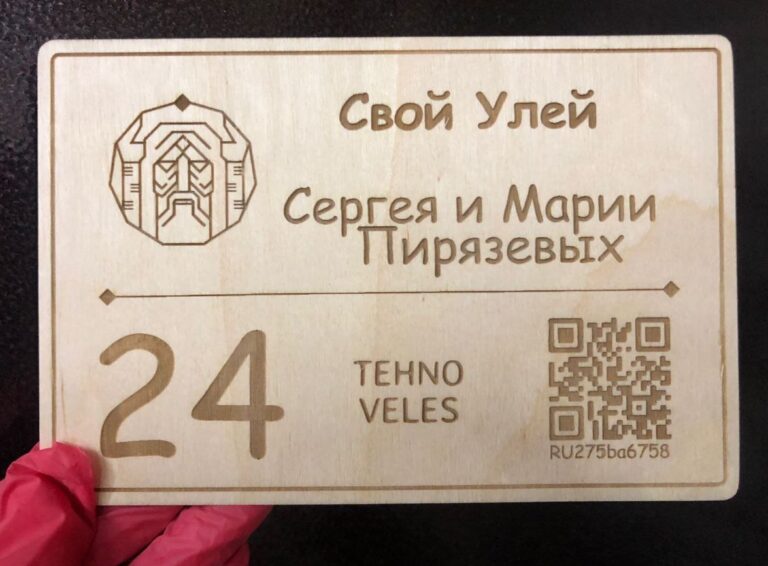 Свой Улей
Сергея и Марии
Пирязевых
24
TEHNO
VELES
RU275ba6758